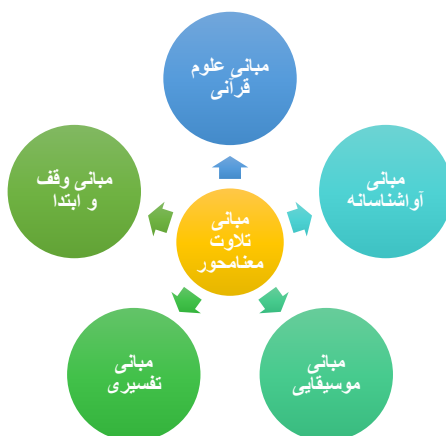 مبانی علوم
قرآنی
مبانی
آواشناسانه
مبانی
موسیقایی
مبانی
تفسیری
مبانی وقف
و ابتدا
مبانی
تلاوت
معنامحور